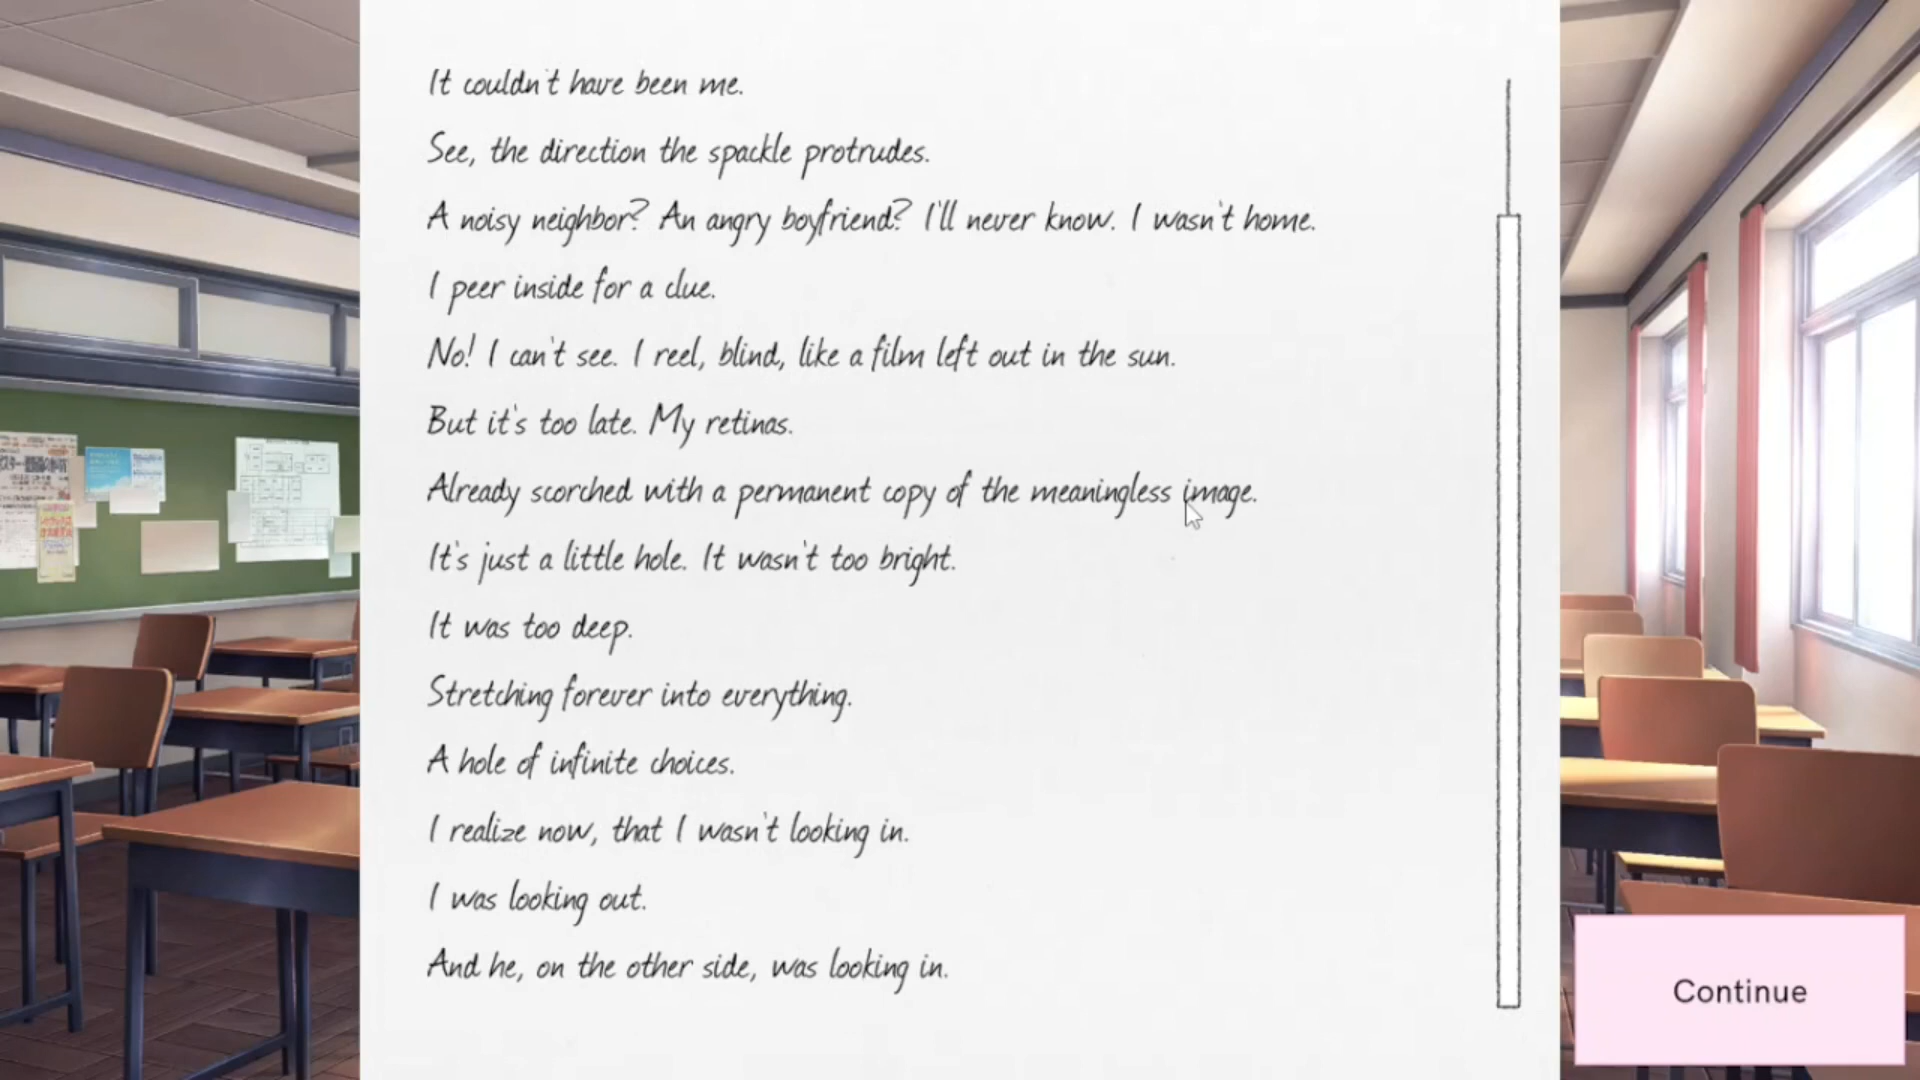 It couldn't have been me.
See, the direction the spackle protrudes.
A noisy neighbor? An angry boyfriend? I'll never know. I wasn't home.
I peer inside for a clue.
No! I can't see. I reel, blind, like a film left out in the sun.
But it's too late. My retinas.
Already scorched with a permanent copy of the meaningless image.
It's just a little hole. It wasn't too bright.
It was too deep.
Stretching forever into everything.
A hole of infinite choices.
I realize now, that I wasn't looking in.
I was looking out.
And he, on the other side, was looking in.
Continue